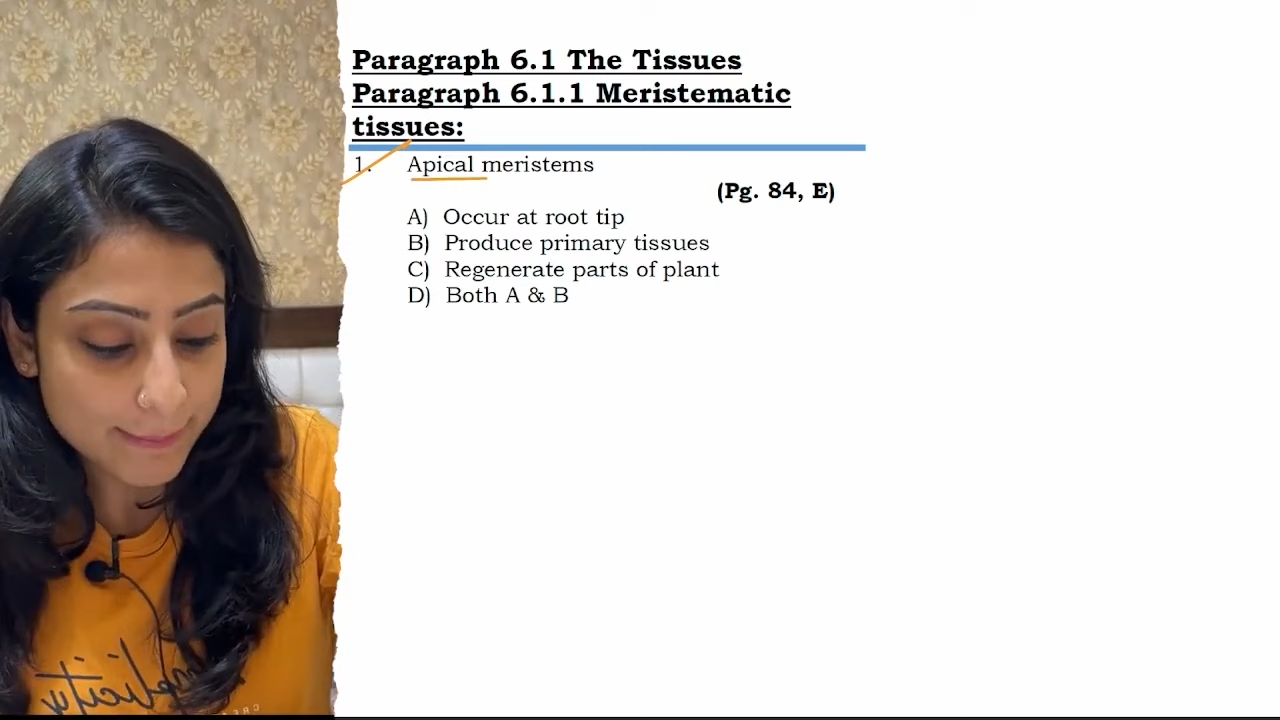 Paragraph 6.1 The Tissues
Paragraph 6.1.1 Meristematic
tissues:
1. Apical meristems
(Pg. 84, E)
A) Occur at root tip
B) Produce primary tissues
C) Regenerate parts of plant
D) Both A & B